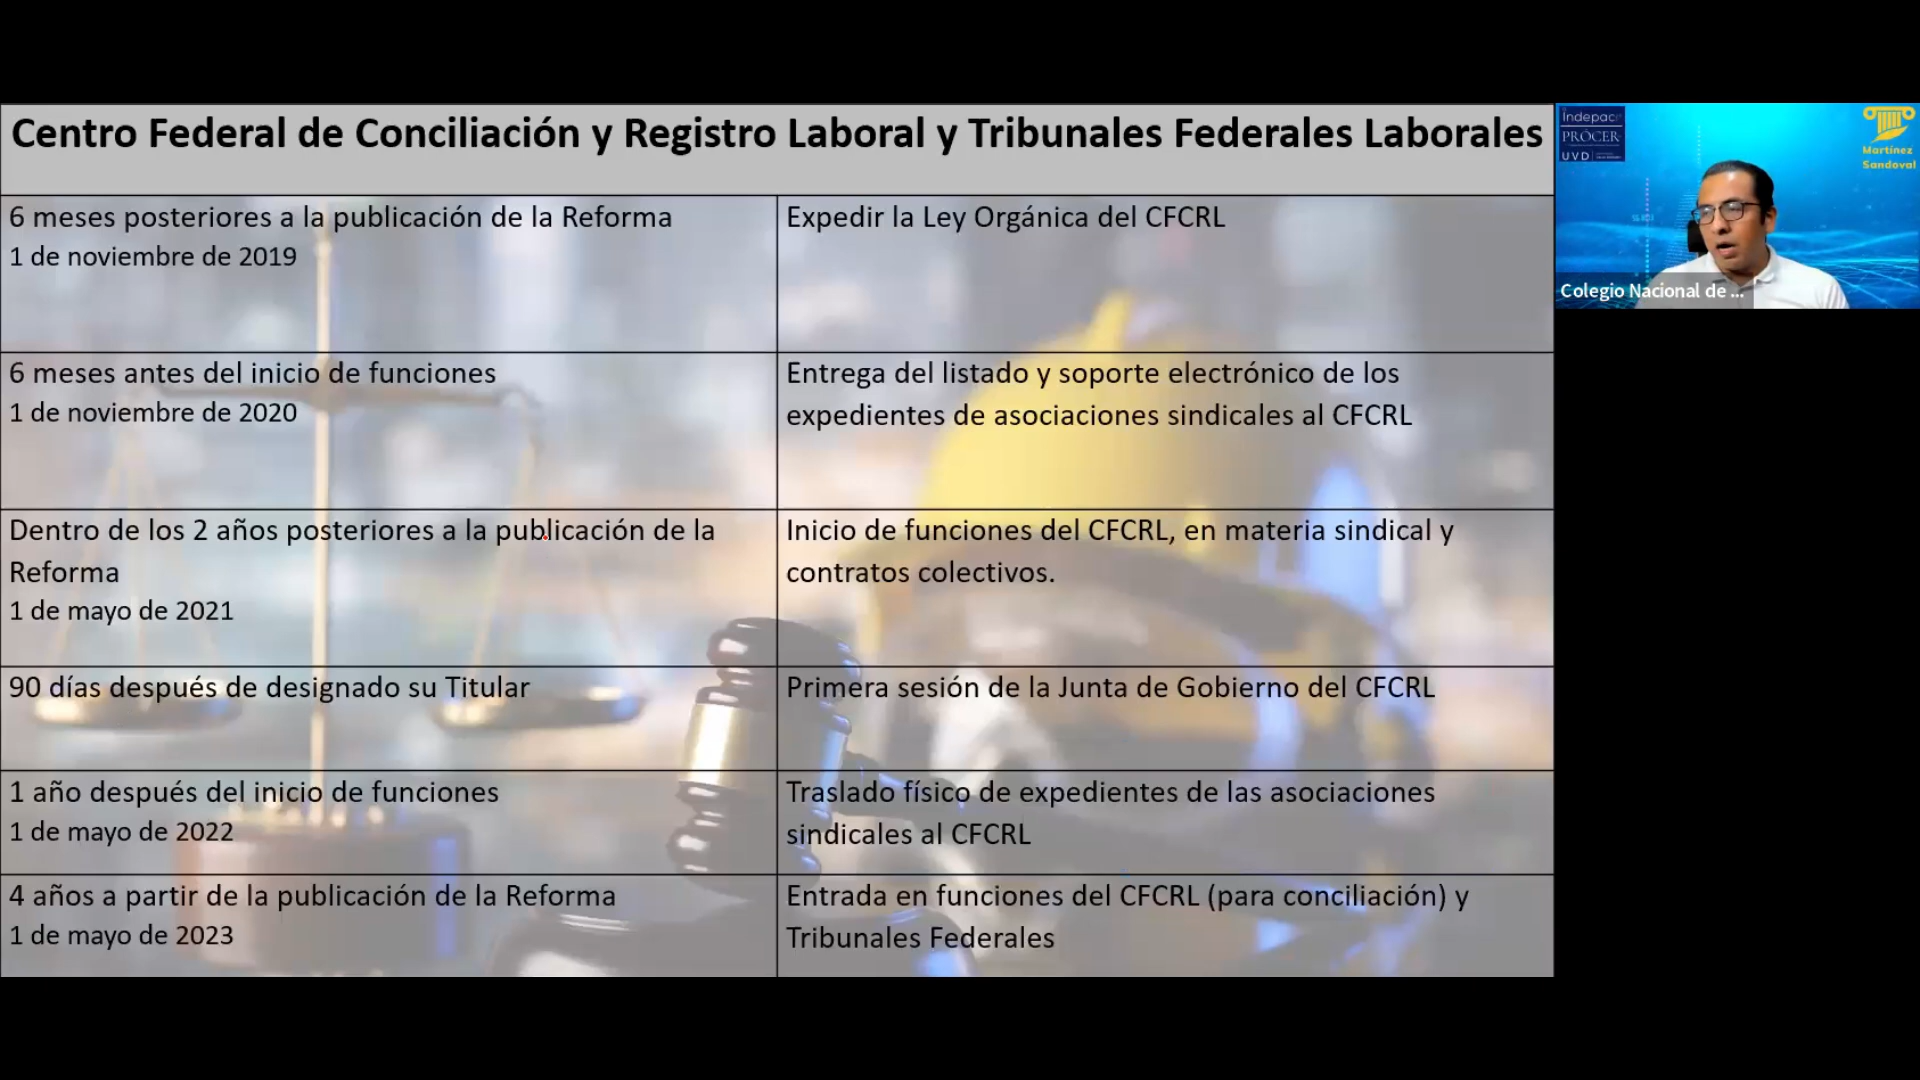 Centro Federal de Conciliación y Registro Laboral y Tribunales Federales Laborales
6 meses posteriores a la publicación de la Reforma
1 de noviembre de 2019
Expedir la Ley Orgánica del CFCRL
6 meses antes del inicio de funciones
1 de noviembre de 2020
Entrega del listado y soporte electrónico de los
expedientes de asociaciones sindicales al CFCRL
Dentro de los 2 años posteriores a la publicación de la
Reforma
1 de mayo de 2021
Inicio de funciones del CFCRL, en materia sindical y
contratos colectivos.
90 días después de designado su Titular
Primera sesión de la Junta de Gobierno del CFCRL
1 año después del inicio de funciones
1 de mayo de 2022
Traslado físico de expedientes de las asociaciones
sindicales al CFCRL
4 años a partir de la publicación de la Reforma
1 de mayo de 2023
Entrada en funciones del CFCRL (para conciliación) y
Tribunales Federales
Indepac
PRÓCER
UVD
Martínez
Sandoval
Colegio Nacional de ...